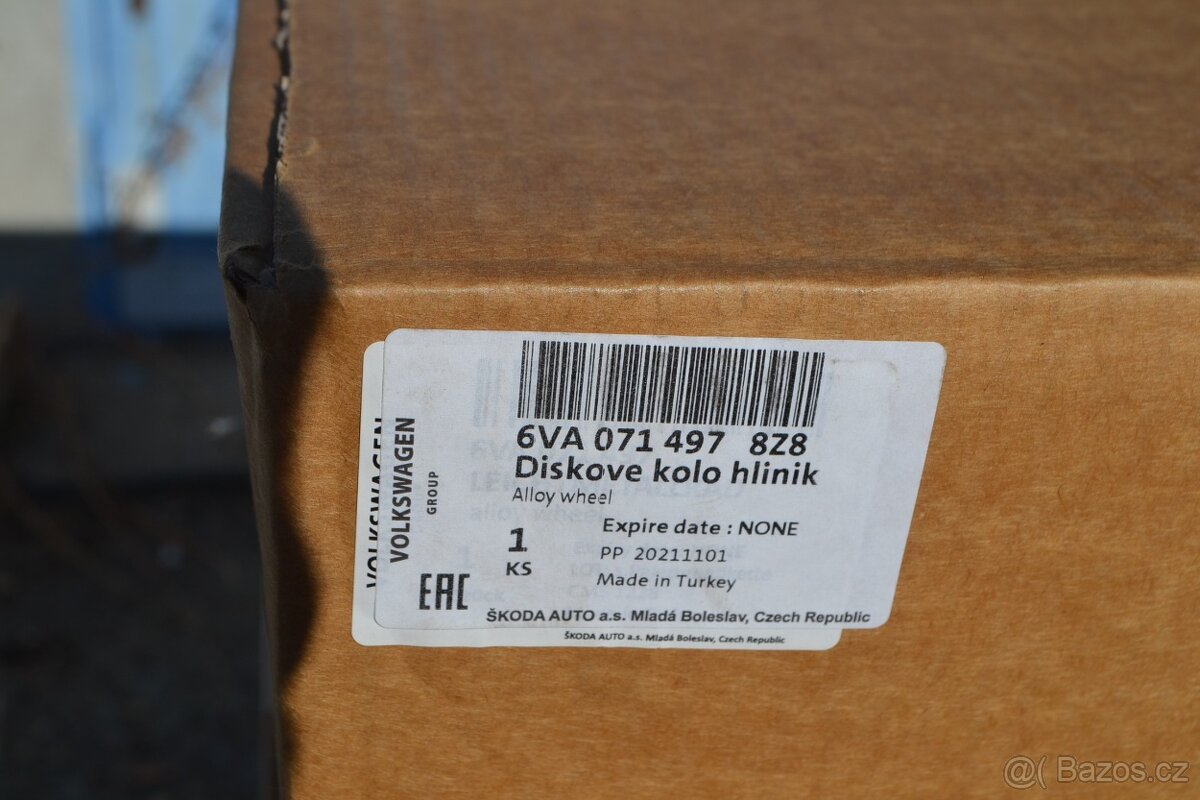 6VA 071 497 8Z8
Diskove kolo hlinik
Alloy wheel
VOLKSWAGEN
GROUP
VOLKSWAGEN
1
KS
Expire date : NONE
PP 20211101
Made in Turkey
EAC
ŠKODA AUTO a.s. Mladá Boleslav, Czech Republic
ŠKODA AUTO a.s. Mladá Boleslav, Czech Republic
@( Bazos.cz